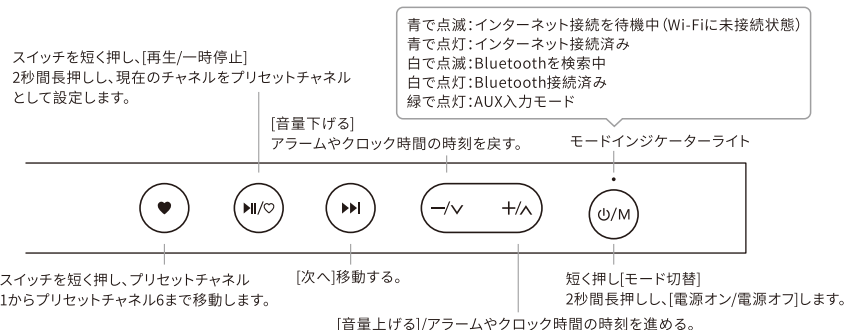 青で点滅：インターネット接続を待機中（Wi-Fiに未接続状態）
青で点灯：インターネット接続済み
白で点滅：Bluetoothを検索中
白で点灯：Bluetooth接続済み
緑で点灯：AUX入力モード
スイッチを短く押し、[再生/一時停止]
2秒間長押しし、現在のチャネルをプリセットチャネル
として設定します。
[音量下げる]
アラームやクロック時間の時刻を戻す。
モードインジケーターライト
♥
▶II/♡
▶▶I
—/∨
+/∧
⏻/M
スイッチを短く押し、プリセットチャネル
1からプリセットチャネル6まで移動します。
[次へ]移動する。
短く押し[モード切替]
2秒間長押しし、[電源オン/電源オフ]します。
[音量上げる]/アラームやクロック時間の時刻を進める。